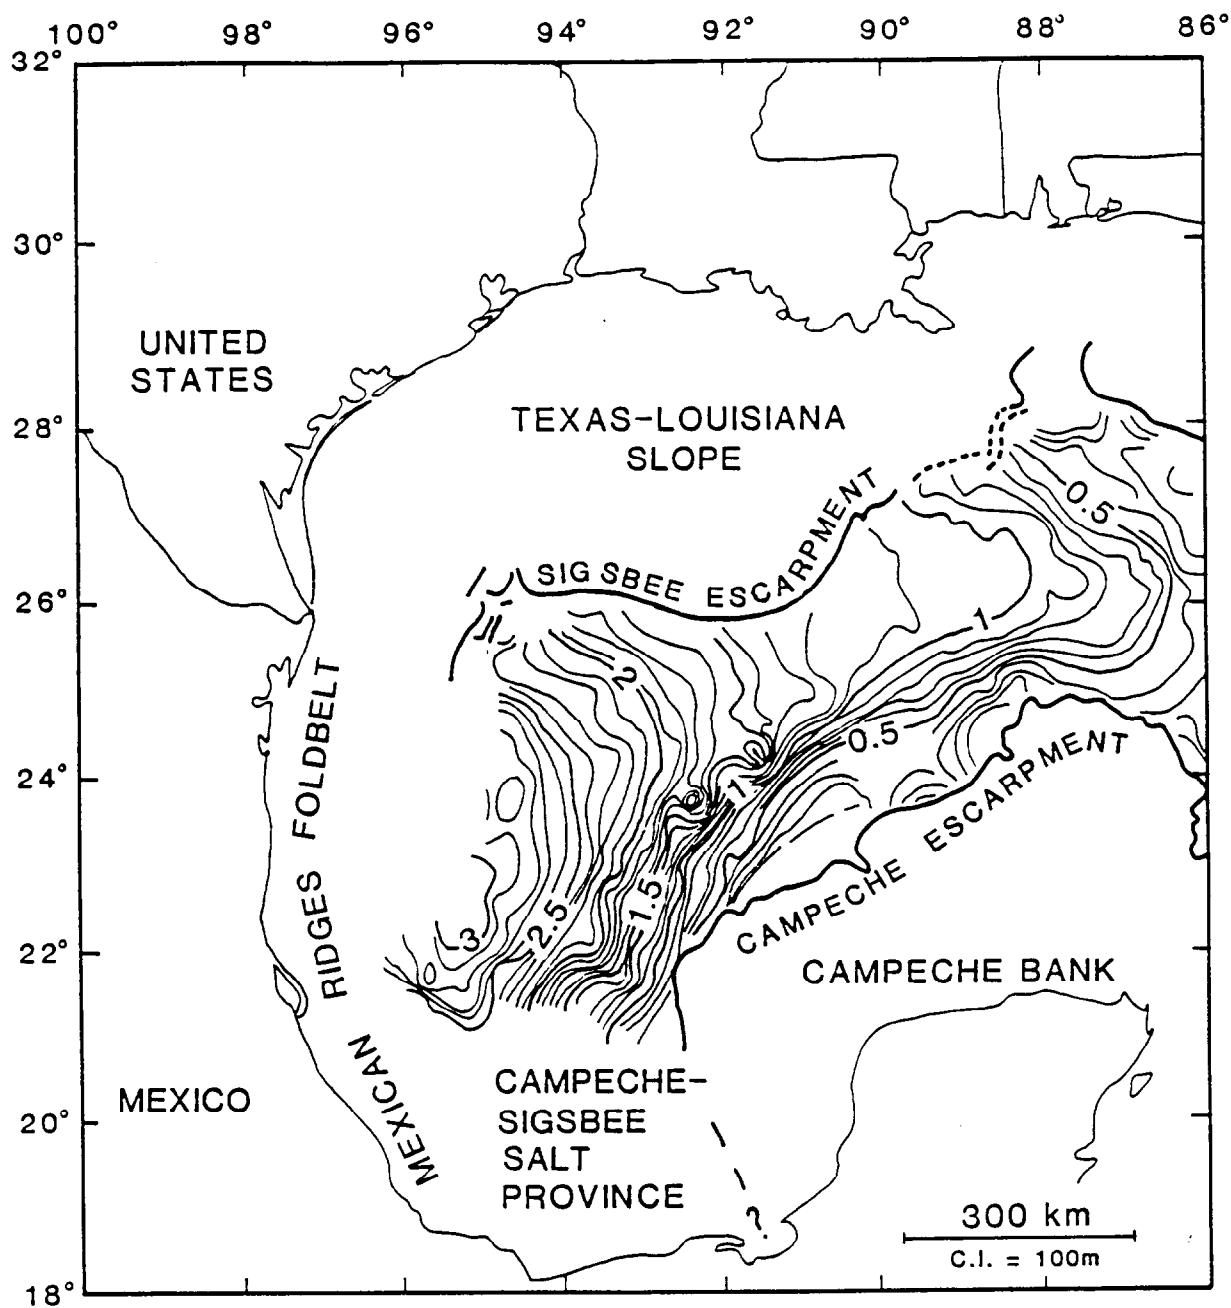 100° 98° 96° 94° 92° 90° 88° 86°
32°
30°
28°
26°
24°
22°
20°
18°
UNITED
STATES
TEXAS-LOUISIANA
SLOPE
SIGSBEE ESCARPMENT
0.5
1
2
0.5
1
1.5
2.5
3
MEXICAN RIDGES FOLDBELT
CAMPECHE ESCARPMENT
CAMPECHE BANK
MEXICO
CAMPECHE-
SIGSBEE
SALT
PROVINCE
?
300 km
C.I. = 100m